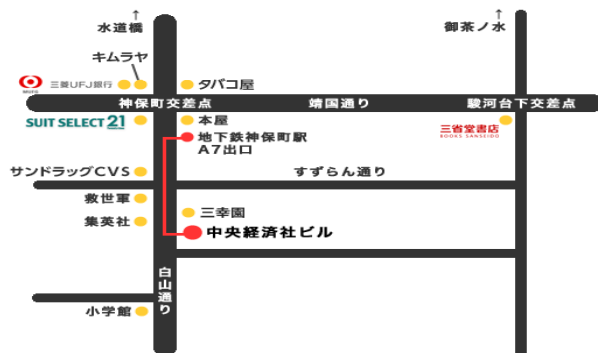 ↑
水道橋
↑
御茶ノ水
キムラヤ
MUFG
三菱UFJ銀行
タバコ屋
神保町交差点
靖国通り
駿河台下交差点
SUIT SELECT 21
本屋
三省堂書店
BOOKS SANSEIDO
地下鉄神保町駅
A7出口
サンドラッグCVS
すずらん通り
救世軍
三幸園
集英社
中央経済社ビル
白山通り
小学館